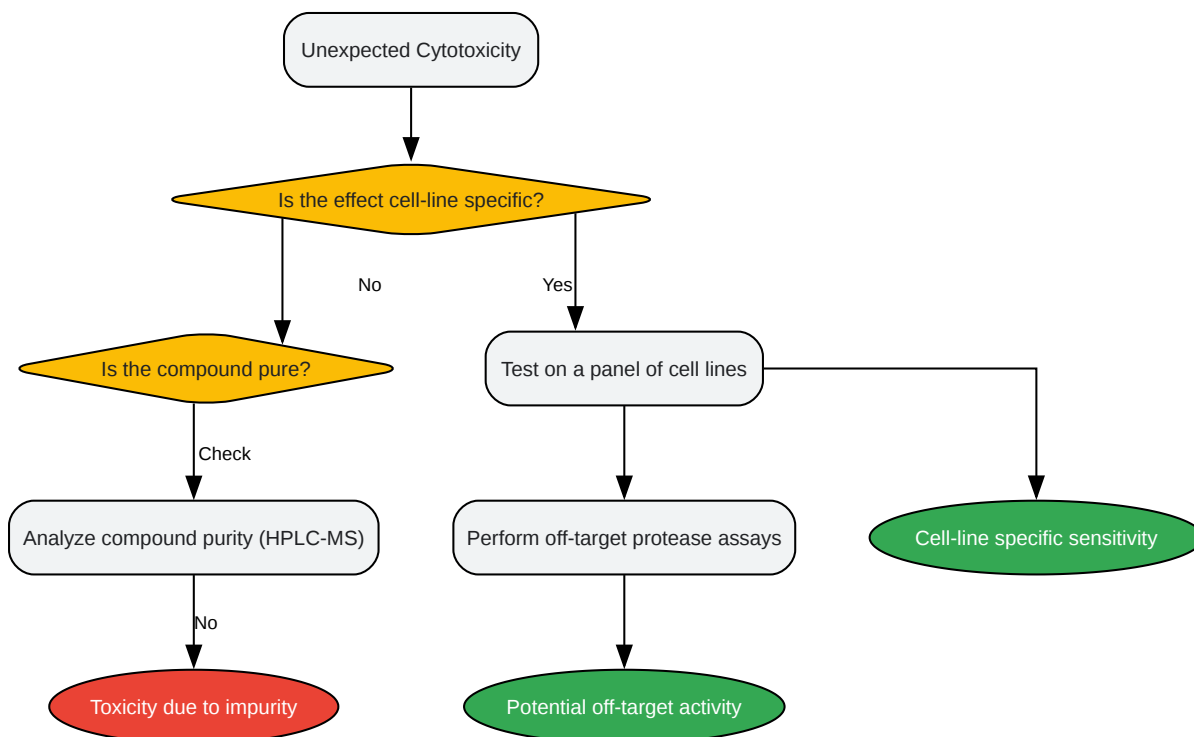 Unexpected Cytotoxicity
Is the effect cell-line specific?
No
Yes
Is the compound pure?
Test on a panel of cell lines
Check
Analyze compound purity (HPLC-MS)
Perform off-target protease assays
Cell-line specific sensitivity
No
Toxicity due to impurity
Potential off-target activity